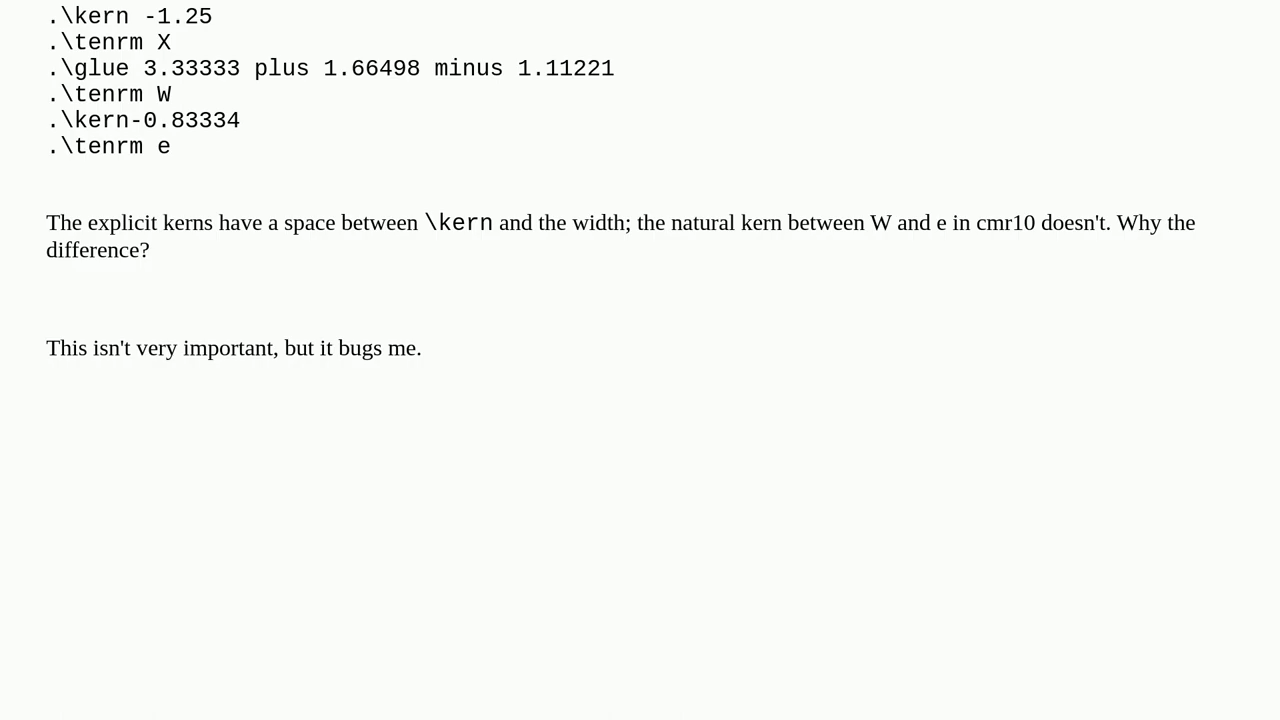 .\kern -1.25
.\tenrm X
.\glue 3.33333 plus 1.66498 minus 1.11221
.\tenrm W
.\kern-0.83334
.\tenrm e
The explicit kerns have a space between \kern and the width; the natural kern between W and e in cmr10 doesn't. Why the
difference?
This isn't very important, but it bugs me.